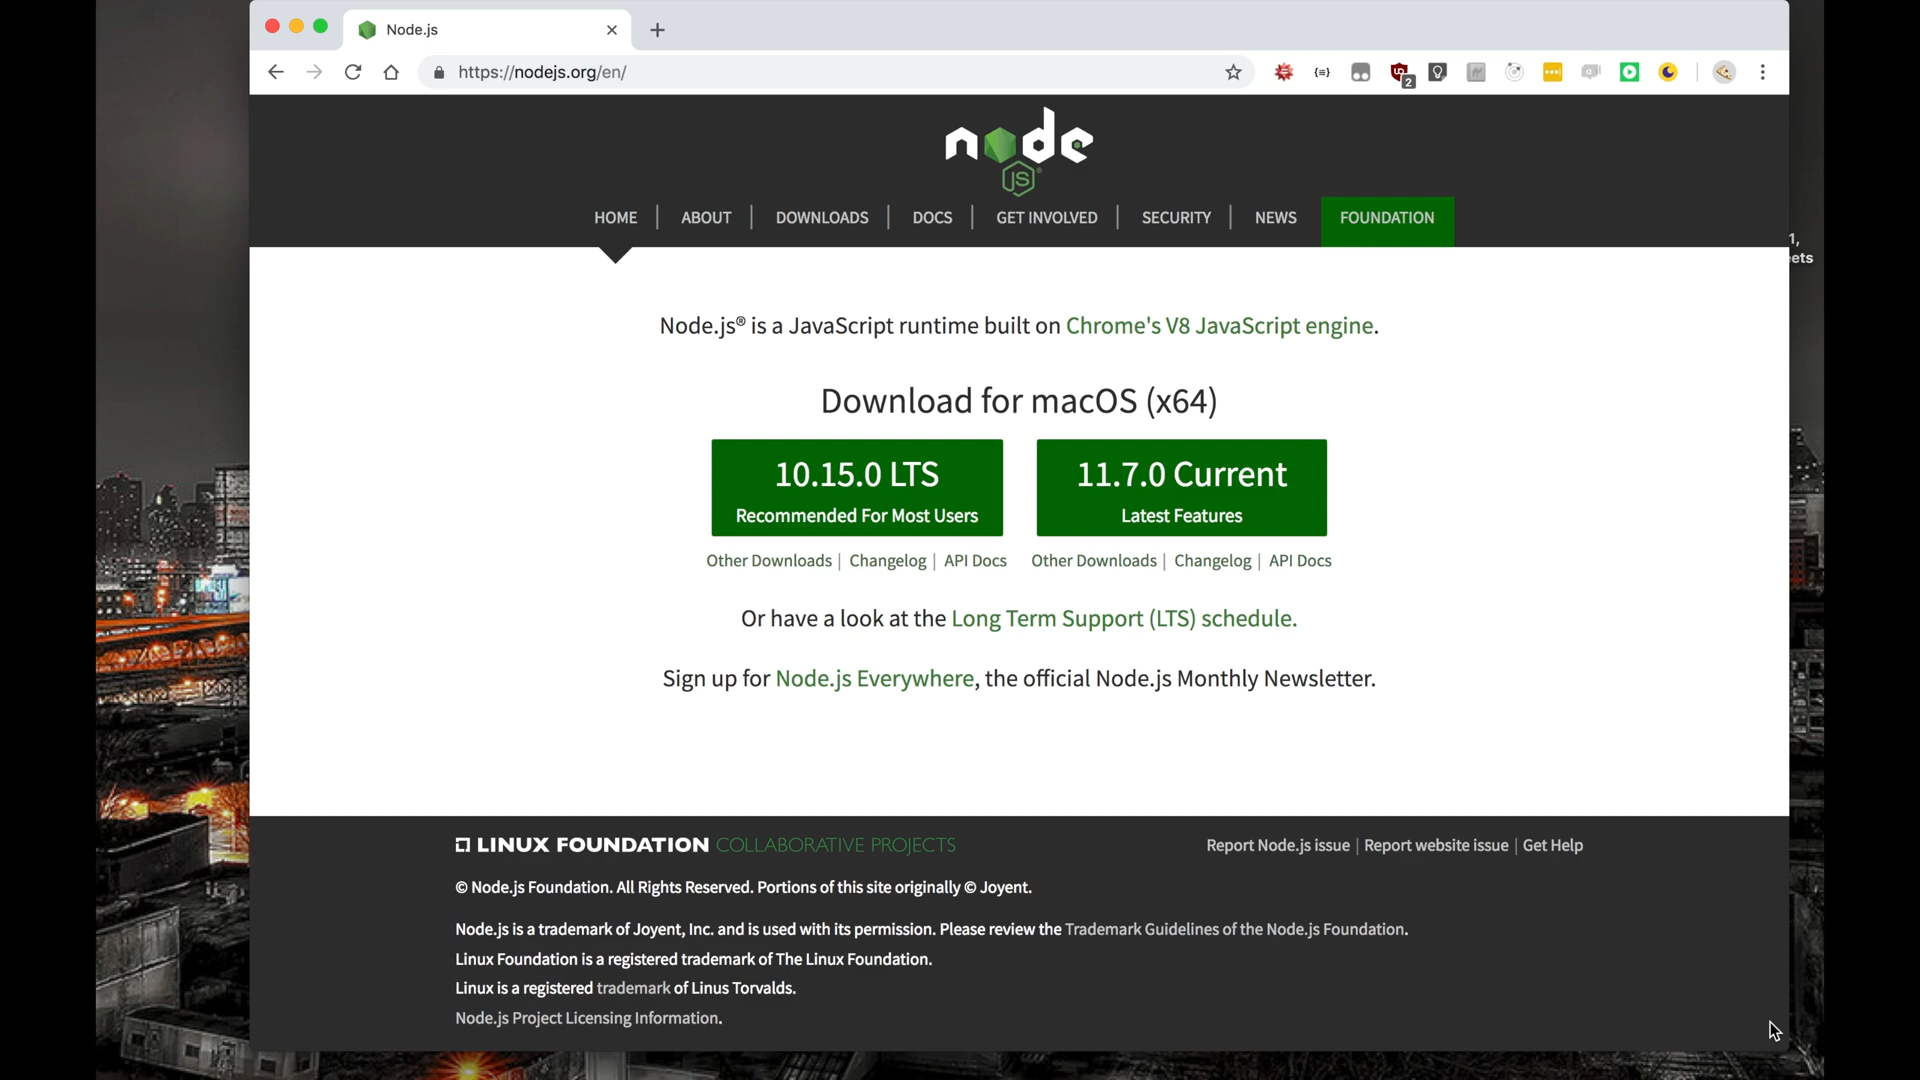 Node.js
https://nodejs.org/en/
2
node
JS
HOME | ABOUT | DOWNLOADS | DOCS | GET INVOLVED | SECURITY | NEWS FOUNDATION
1,
eets
Node.js® is a JavaScript runtime built on Chrome's V8 JavaScript engine.
Download for macOS (x64)
10.15.0 LTS
Recommended For Most Users
11.7.0 Current
Latest Features
Other Downloads | Changelog | API Docs
Other Downloads | Changelog | API Docs
Or have a look at the Long Term Support (LTS) schedule.
Sign up for Node.js Everywhere, the official Node.js Monthly Newsletter.
LINUX FOUNDATION COLLABORATIVE PROJECTS
Report Node.js issue | Report website issue | Get Help
© Node.js Foundation. All Rights Reserved. Portions of this site originally © Joyent.
Node.js is a trademark of Joyent, Inc. and is used with its permission. Please review the Trademark Guidelines of the Node.js Foundation.
Linux Foundation is a registered trademark of The Linux Foundation.
Linux is a registered trademark of Linus Torvalds.
Node.js Project Licensing Information.